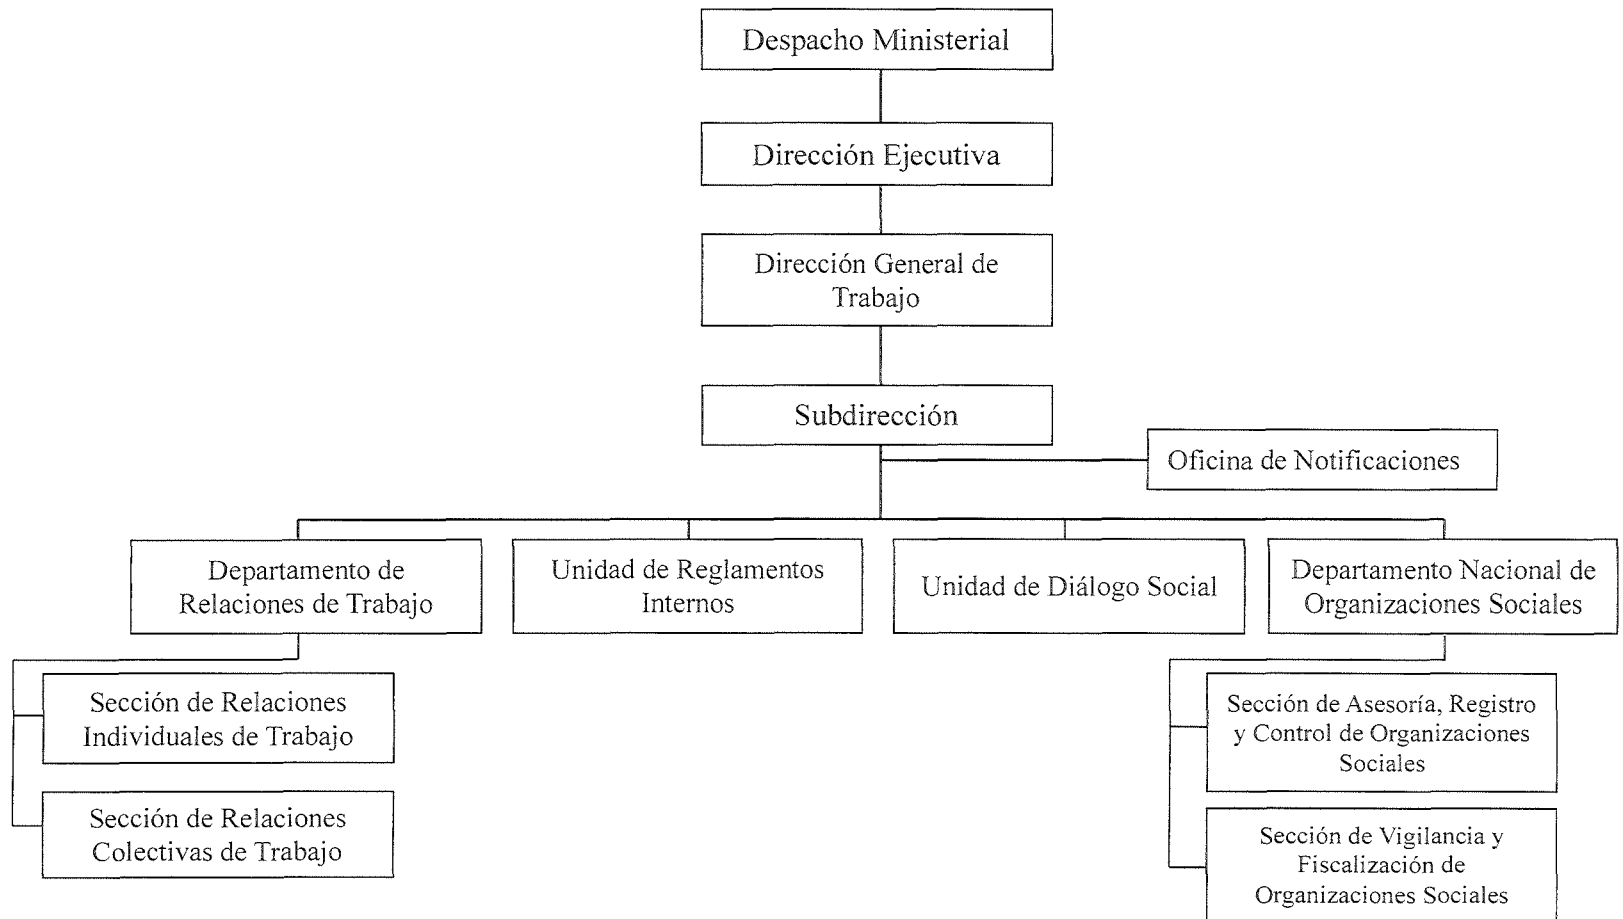 Despacho Ministerial
Dirección Ejecutiva
Dirección General de
Trabajo
Subdirección
Oficina de Notificaciones
Departamento de
Relaciones de Trabajo
Unidad de Reglamentos
Internos
Unidad de Diálogo Social
Departamento Nacional de
Organizaciones Sociales
Sección de Relaciones
Individuales de Trabajo
Sección de Relaciones
Colectivas de Trabajo
Sección de Asesoría, Registro
y Control de Organizaciones
Sociales
Sección de Vigilancia y
Fiscalización de
Organizaciones Sociales